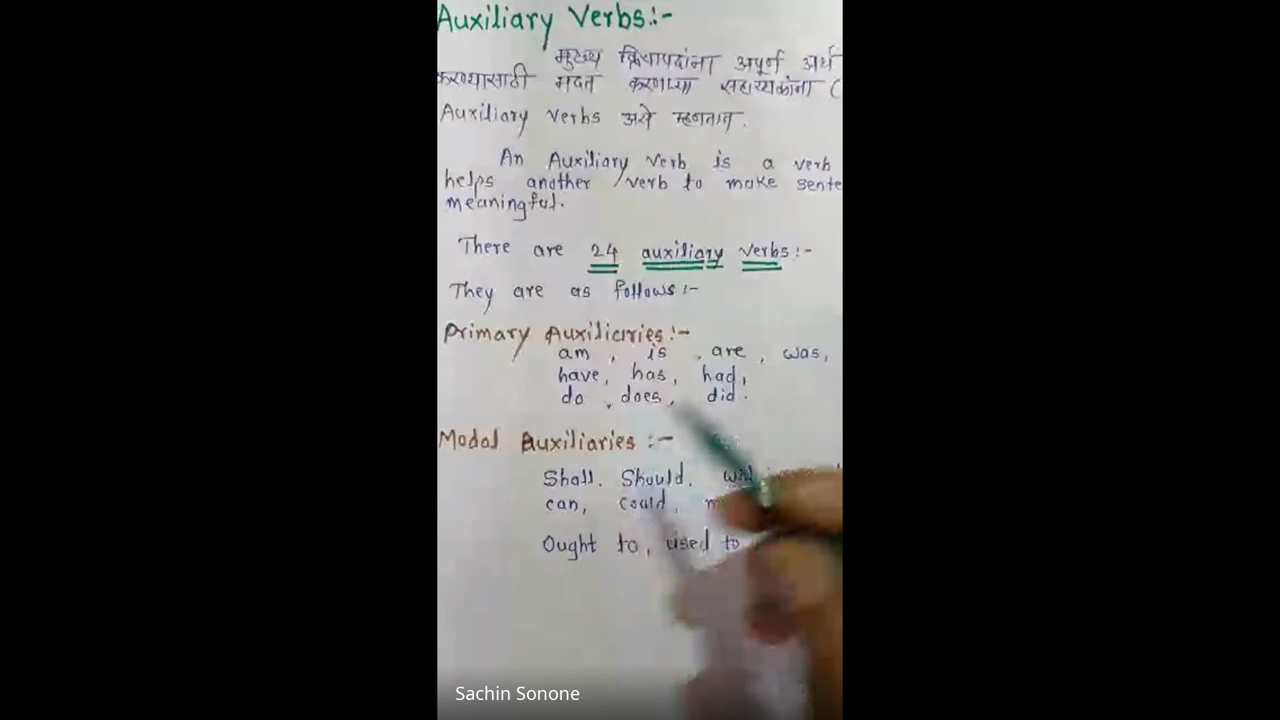 Auxiliary Verbs:-
मुख्य क्रियापदांना अपूर्ण अर्थ
करण्यासाठी मदत करणाऱ्या सहाय्यकांना (
Auxiliary verbs असे म्हणतात.
An Auxiliary verb is a verb
helps another verb to make sente
meaningful.
There are 24 auxiliary verbs:-
They are as follows:-
Primary Auxiliaries:-
am, is, are, was,
have, has, had,
do, does, did.
Modal Auxiliaries:-
Shall. Should.
can, could,
Ought to, used to
Sachin Sonone